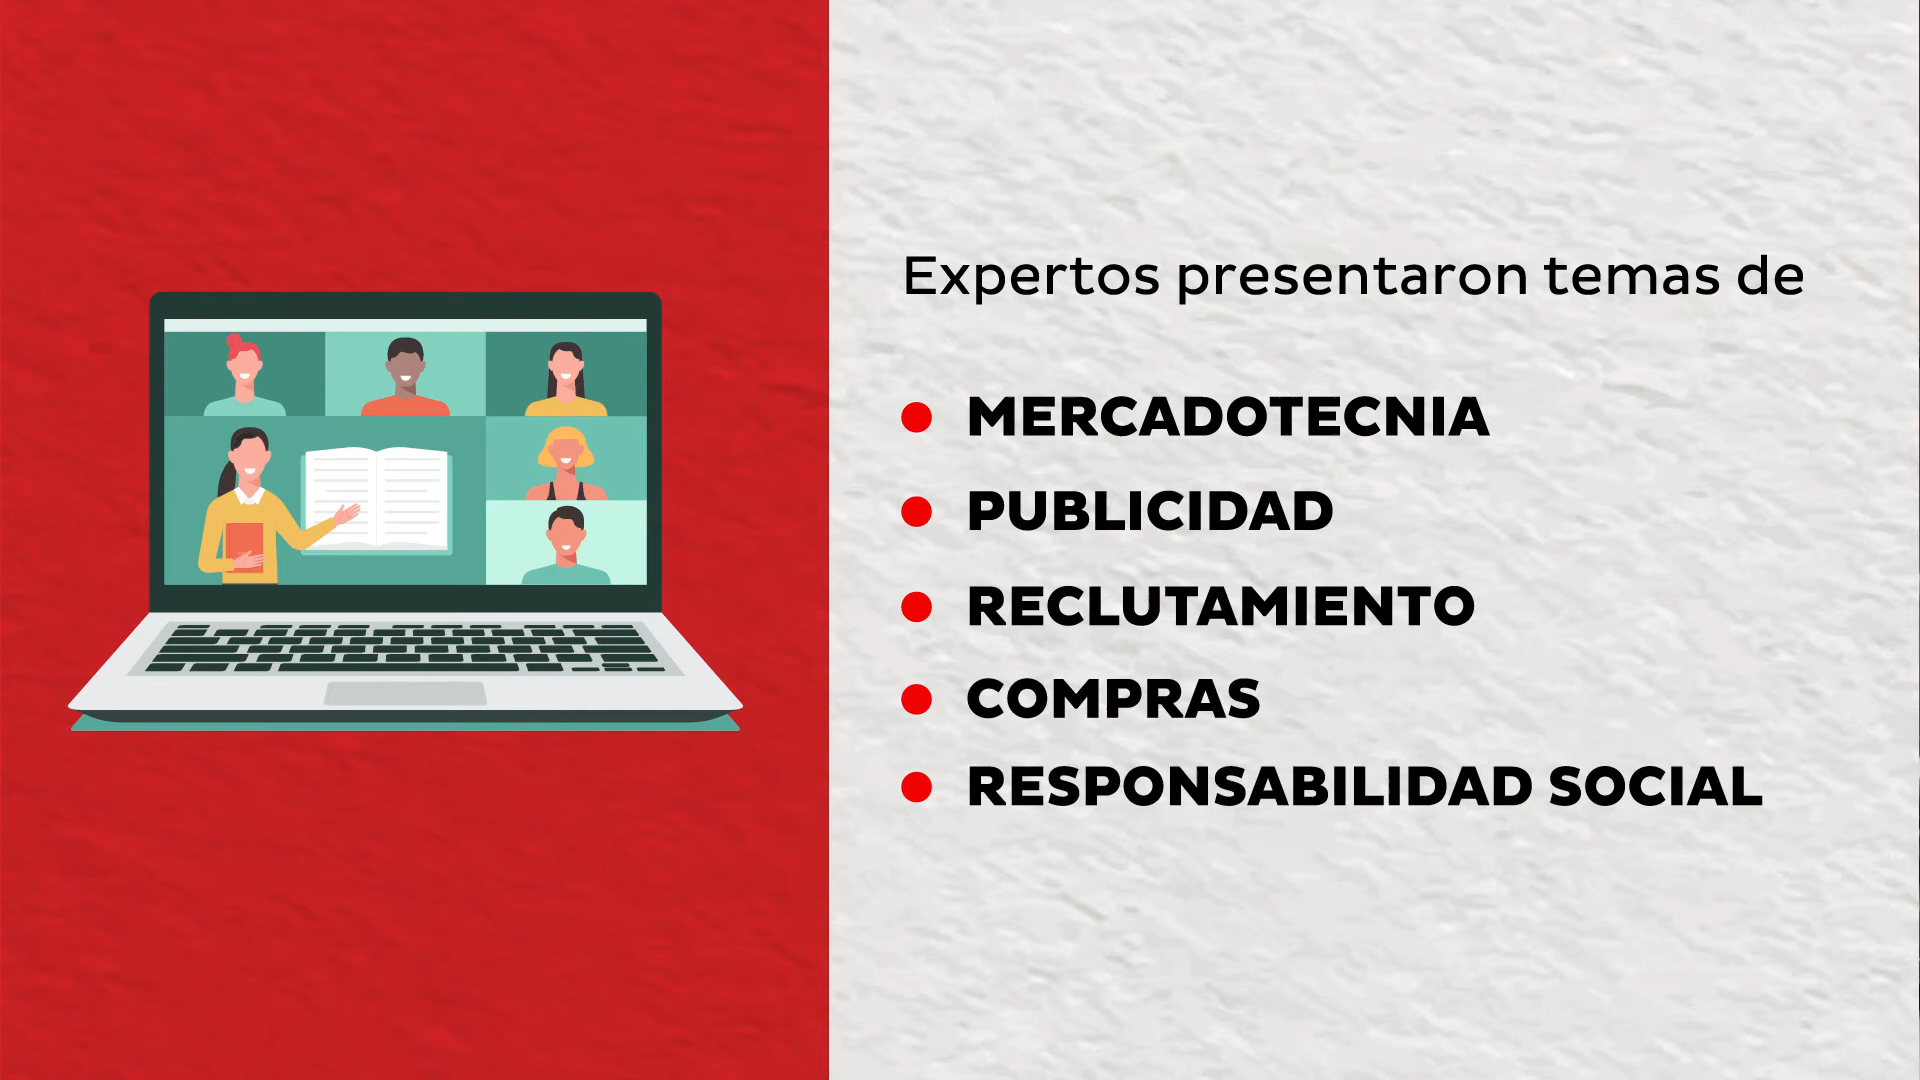 Expertos presentaron temas de
MERCADOTECNIA
PUBLICIDAD
RECLUTAMIENTO
COMPRAS
RESPONSABILIDAD SOCIAL